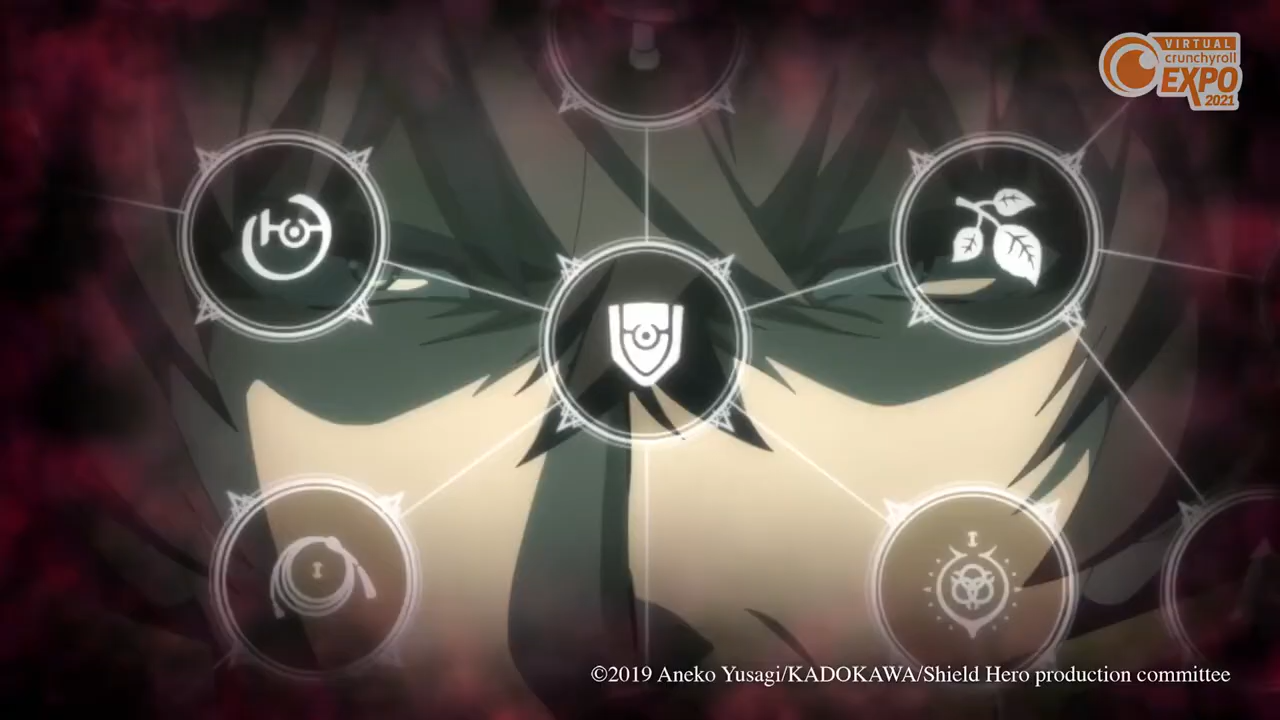 VIRTUAL
crunchyroll
EXPO
2021
I
I
©2019 Aneko Yusagi/KADOKAWA/Shield Hero production committee